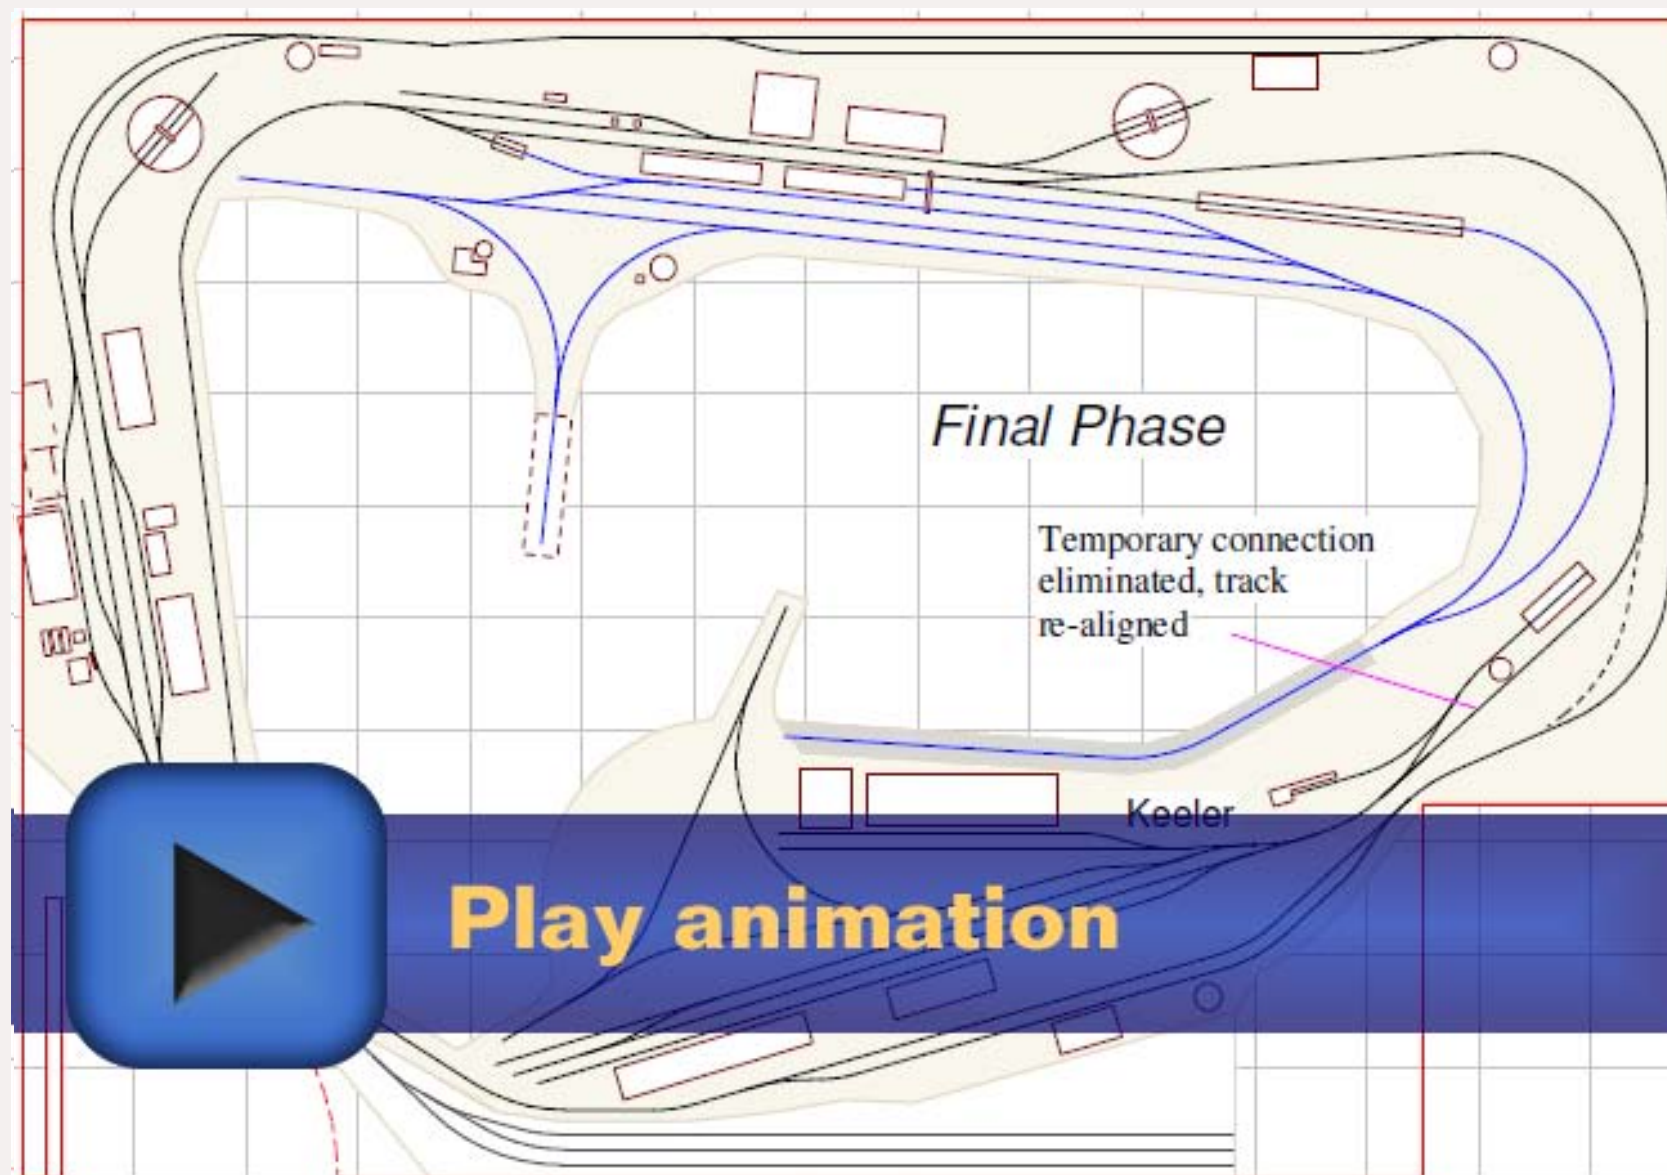 Final Phase
Temporary connection
eliminated, track
re-aligned
Keeler
Play animation